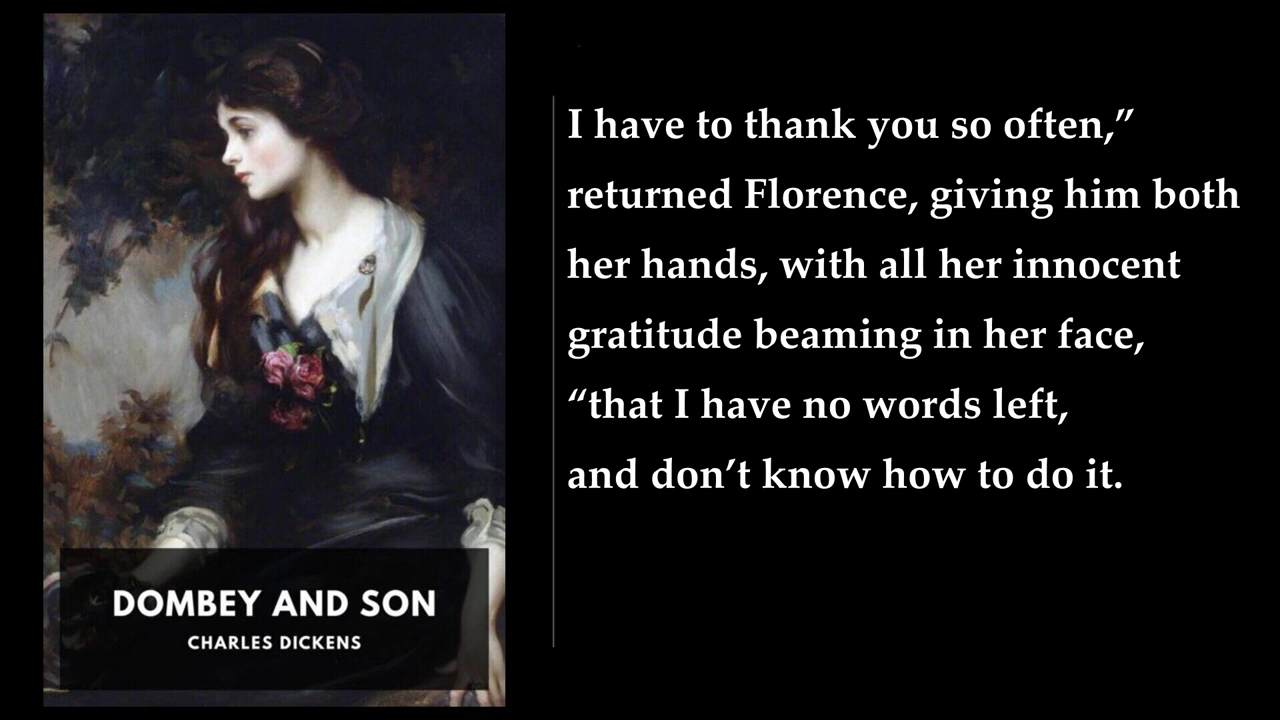 I have to thank you so often,”
returned Florence, giving him both
her hands, with all her innocent
gratitude beaming in her face,
“that I have no words left,
and don’t know how to do it.
DOMBEY AND SON
CHARLES DICKENS